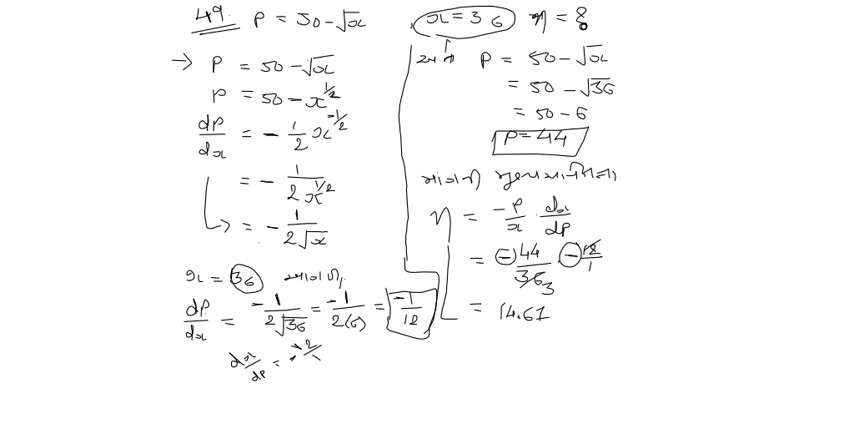 49. P = 50 - √x
→ P = 50 - √x
P = 50 - x^1/2
dP/dx = - 1/2 x^-1/2
= - 1/2x^1/2
= - 1/2√x
x = 36
dP/dx = -1/2√36 = -1/2(6) = -1/12
dx/dP = -12/1
x = 36 η = 8
P = 50 - √x
= 50 - √36
= 50 - 6
P = 44
માંગની મૂલ્યસાપેક્ષતા
η = -P/x · dx/dP
= -44/36 3 · -12/1
= 14.67